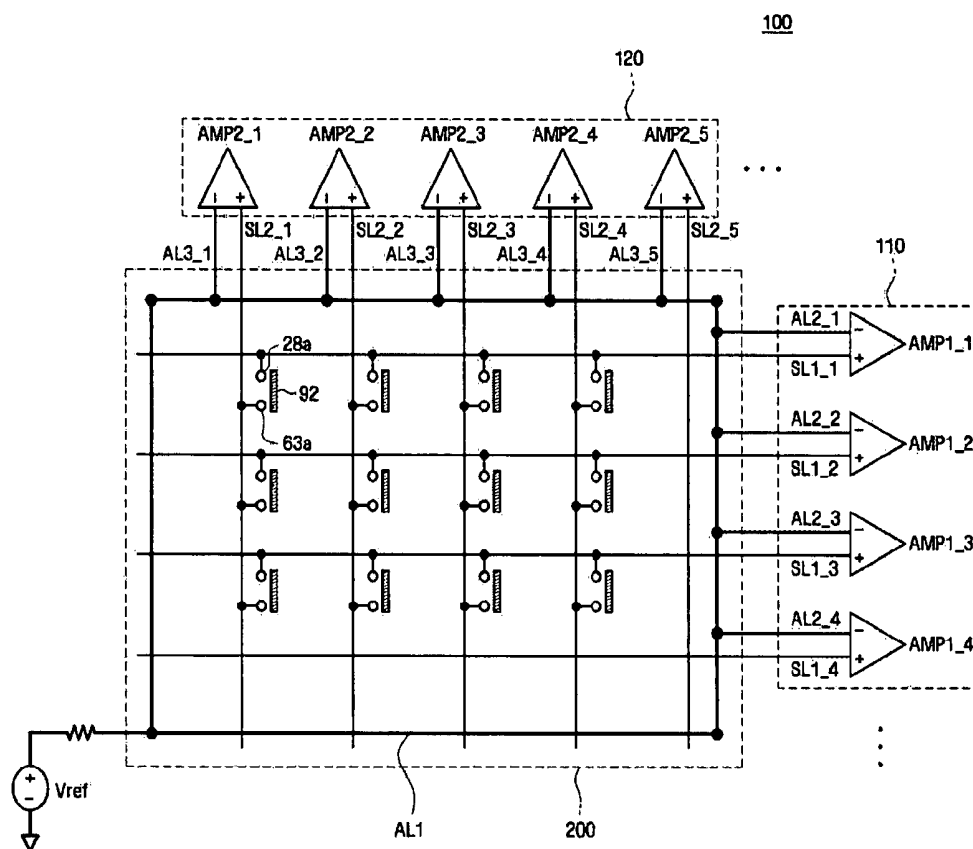 100
120
AMP2_1 AMP2_2 AMP2_3 AMP2_4 AMP2_5
- + - + - + - + - +
. . .
SL2_1 SL2_2 SL2_3 SL2_4 SL2_5
AL3_1 AL3_2 AL3_3 AL3_4 AL3_5
110
AL2_1
- AMP1_1
SL1_1 +
28a
92
63a
AL2_2
- AMP1_2
SL1_2 +
AL2_3
- AMP1_3
SL1_3 +
AL2_4
- AMP1_4
SL1_4 +
+
- Vref
AL1
200